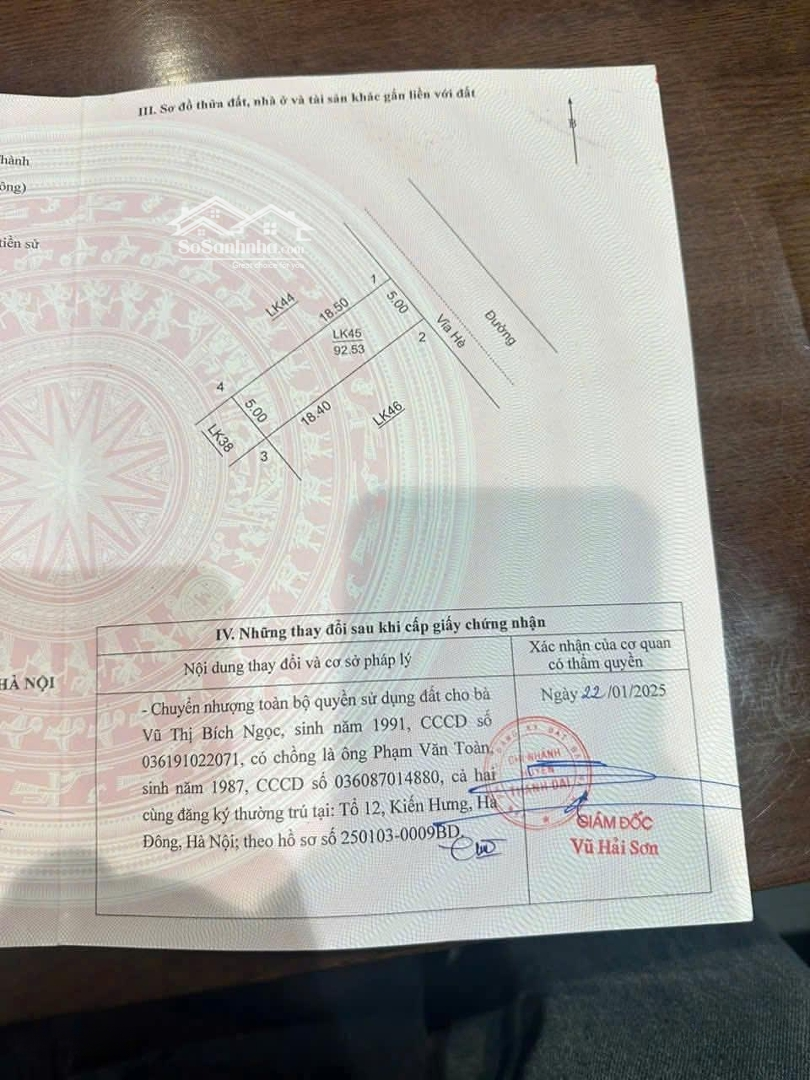 III. Sơ đồ thửa đất, nhà ở và tài sản khác gắn liền với đất
B
hành
ông)
tiền sử
SoSanhnha.com
LK44
18.50
1
5.00
LK45
92.53
2
Vỉa Hè
Đường
4
5.00
18.40
LK46
LK38
3
HÀ NỘI
IV. Những thay đổi sau khi cấp giấy chứng nhận
Nội dung thay đổi và cơ sở pháp lý
Xác nhận của cơ quan
có thẩm quyền
- Chuyển nhượng toàn bộ quyền sử dụng đất cho bà
Vũ Thị Bích Ngọc, sinh năm 1991, CCCD số
036191022071, có chồng là ông Phạm Văn Toàn,
sinh năm 1987, CCCD số 036087014880, cả hai
cùng đăng ký thường trú tại: Tổ 12, Kiến Hưng, Hà
Đông, Hà Nội; theo hồ sơ số 250103-0009BD.
Ngày 22/01/2025
CHI NHÁNH
GIÁM ĐỐC
Vũ Hải Sơn